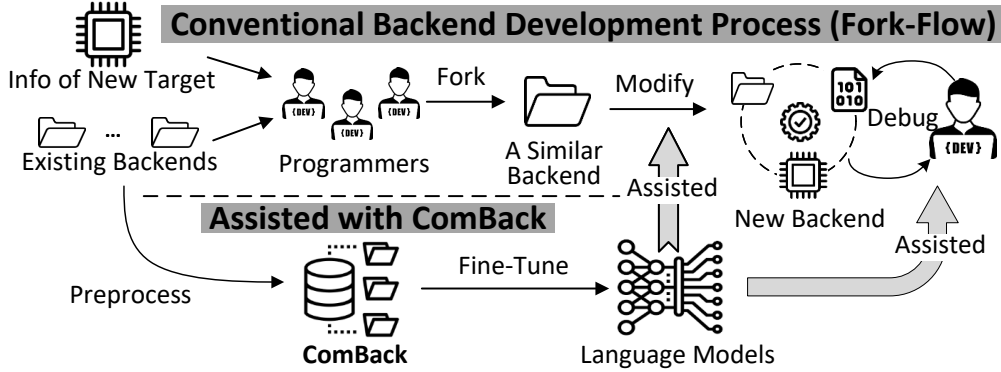 Conventional Backend Development Process (Fork-Flow)
Info of New Target
Fork
Modify
101
010
Debug
{DEV}
{DEV}
{DEV}
{DEV}
...
Existing Backends
Programmers
A Similar
Backend
Assisted
New Backend
Assisted with ComBack
Assisted
Preprocess
Fine-Tune
ComBack
Language Models